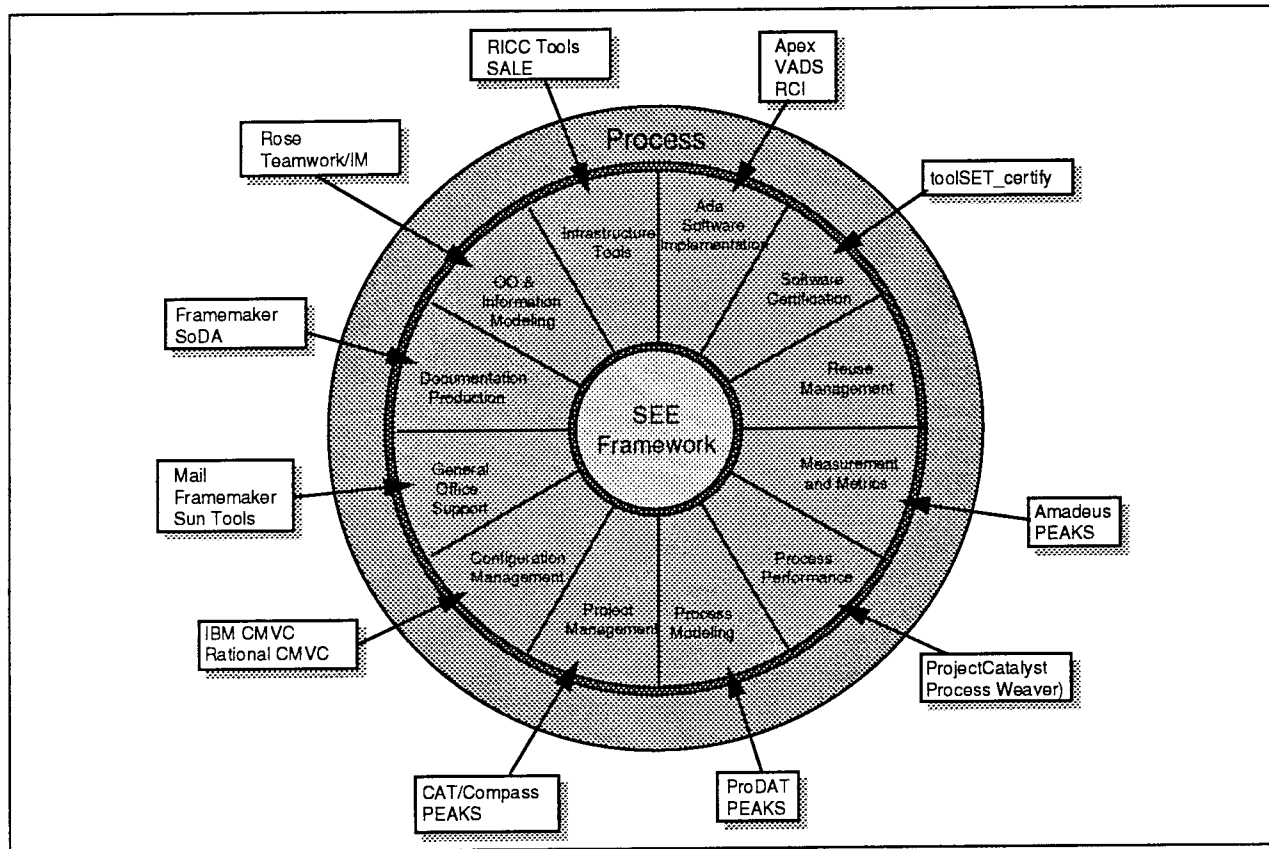 RICC Tools
SALE
Apex
VADS
RCI
Rose
Teamwork/IM
toolSET_certify
Framemaker
SoDA
Mail
Framemaker
Sun Tools
IBM CMVC
Rational CMVC
CAT/Compass
PEAKS
ProDAT
PEAKS
ProjectCatalyst
Process Weaver)
Amadeus
PEAKS
Process
Infrastructure
Tools
Ada
Software
Implementation
Software
Certification
Reuse
Management
Measurement
and Metrics
Process
Performance
Process
Modeling
Project
Management
Configuration
Management
General
Office
Support
Documentation
Production
OO &
Information
Modeling
SEE
Framework